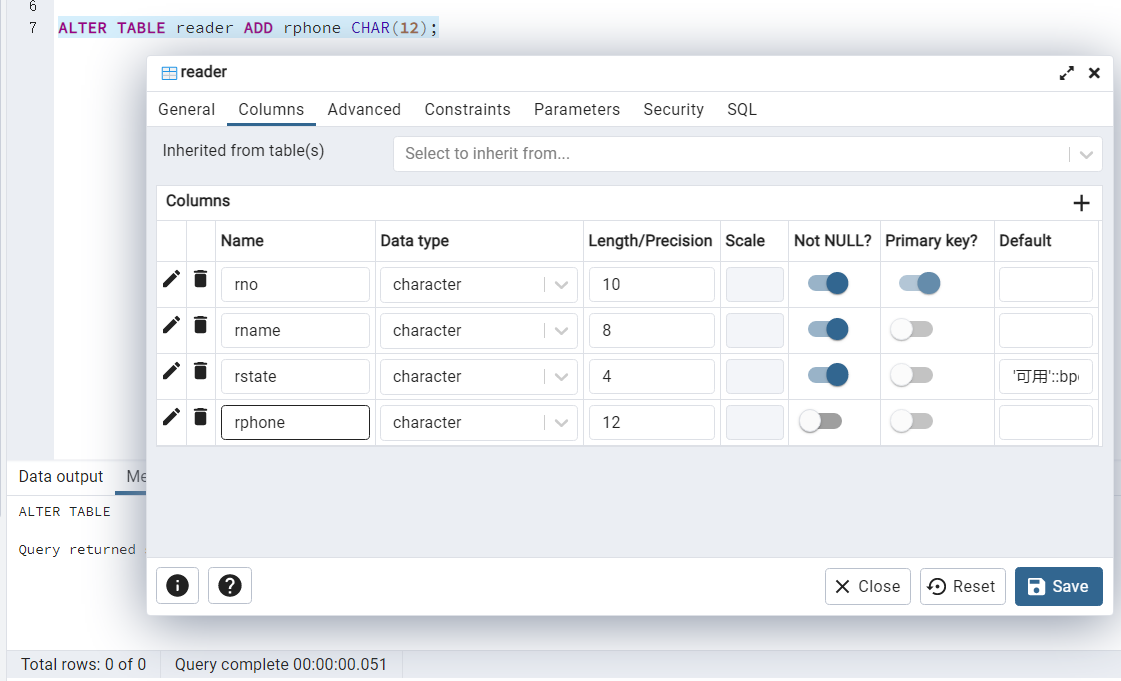 6
7 ALTER TABLE reader ADD rphone CHAR(12);
reader
General Columns Advanced Constraints Parameters Security SQL
Inherited from table(s) Select to inherit from...
Columns
Name Data type Length/Precision Scale Not NULL? Primary key? Default
rno character 10
rname character 8
rstate character 4 '可用'::bp
rphone character 12
Data output Me
ALTER TABLE
Query returned
Close Reset Save
Total rows: 0 of 0 Query complete 00:00:00.051